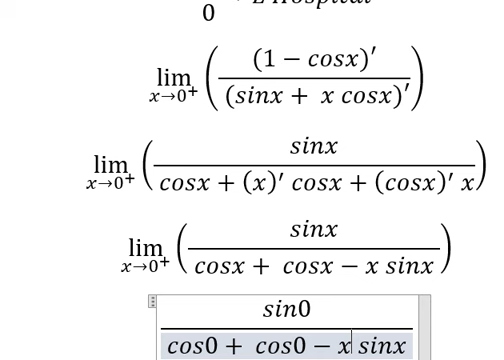 0
lim x→0⁺ ( (1 − cosx)′ / (sinx + x cosx)′ )
lim x→0⁺ ( sinx / cosx + (x)′ cosx + (cosx)′ x )
lim x→0⁺ ( sinx / cosx + cosx − x sinx )
sin0 / cos0 + cos0 − x sinx